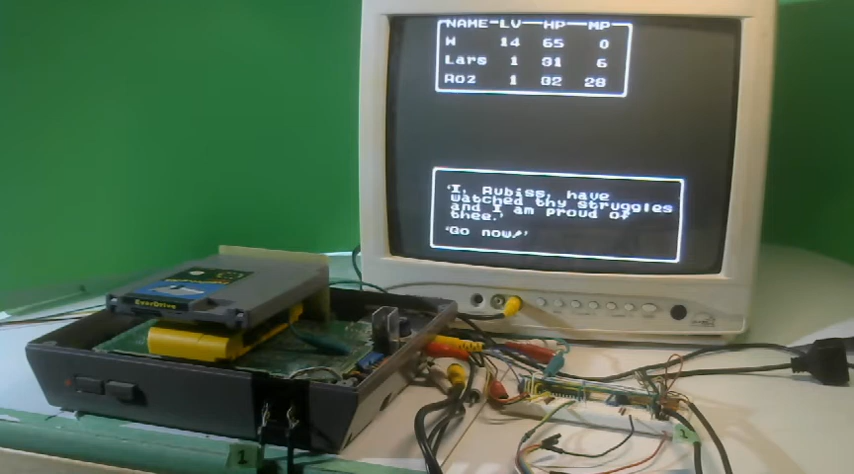 NAME LV HP MP
W 14 65 0
Lars 1 31 6
Ro2 1 32 28
'I, Rubiss, have
watched thy struggles
and I am proud of
thee.'
'Go now!'
EverDrive
1
1